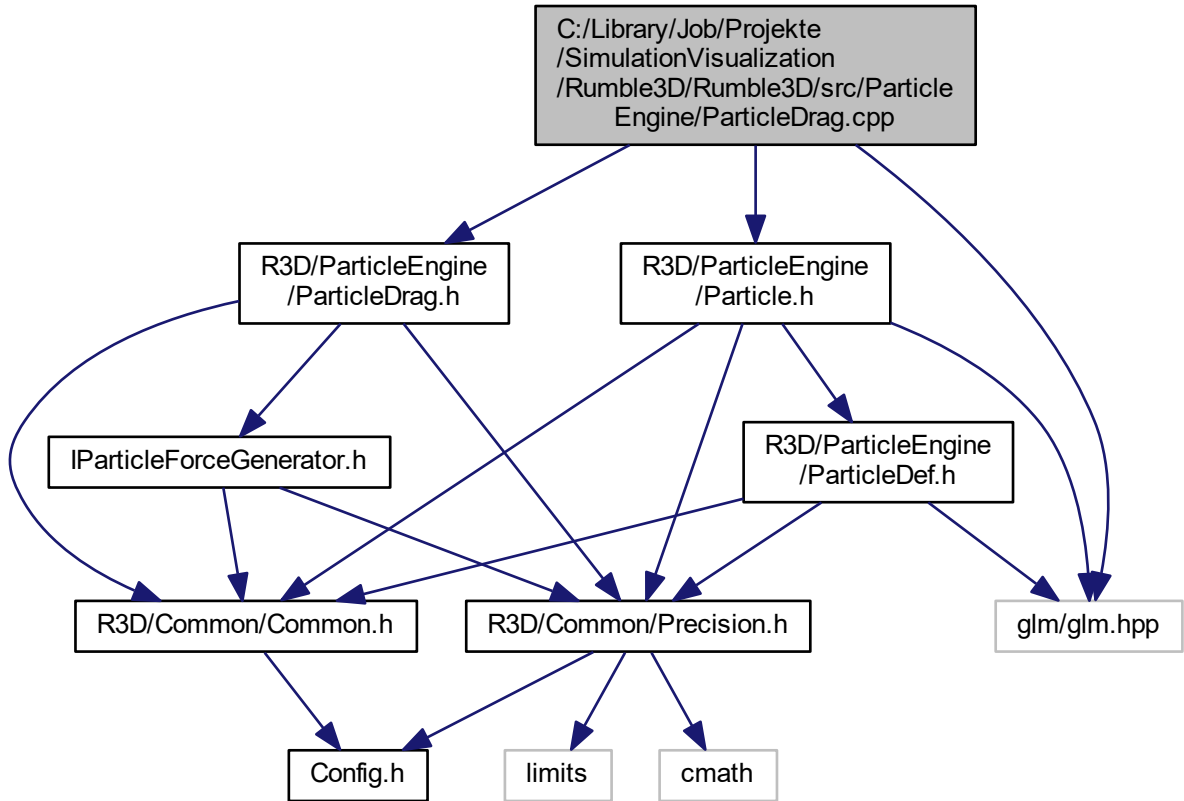 C:/Library/Job/Projekte
/SimulationVisualization
/Rumble3D/Rumble3D/src/Particle
Engine/ParticleDrag.cpp
R3D/ParticleEngine
/ParticleDrag.h
R3D/ParticleEngine
/Particle.h
IParticleForceGenerator.h
R3D/ParticleEngine
/ParticleDef.h
R3D/Common/Common.h
R3D/Common/Precision.h
glm/glm.hpp
Config.h
limits
cmath